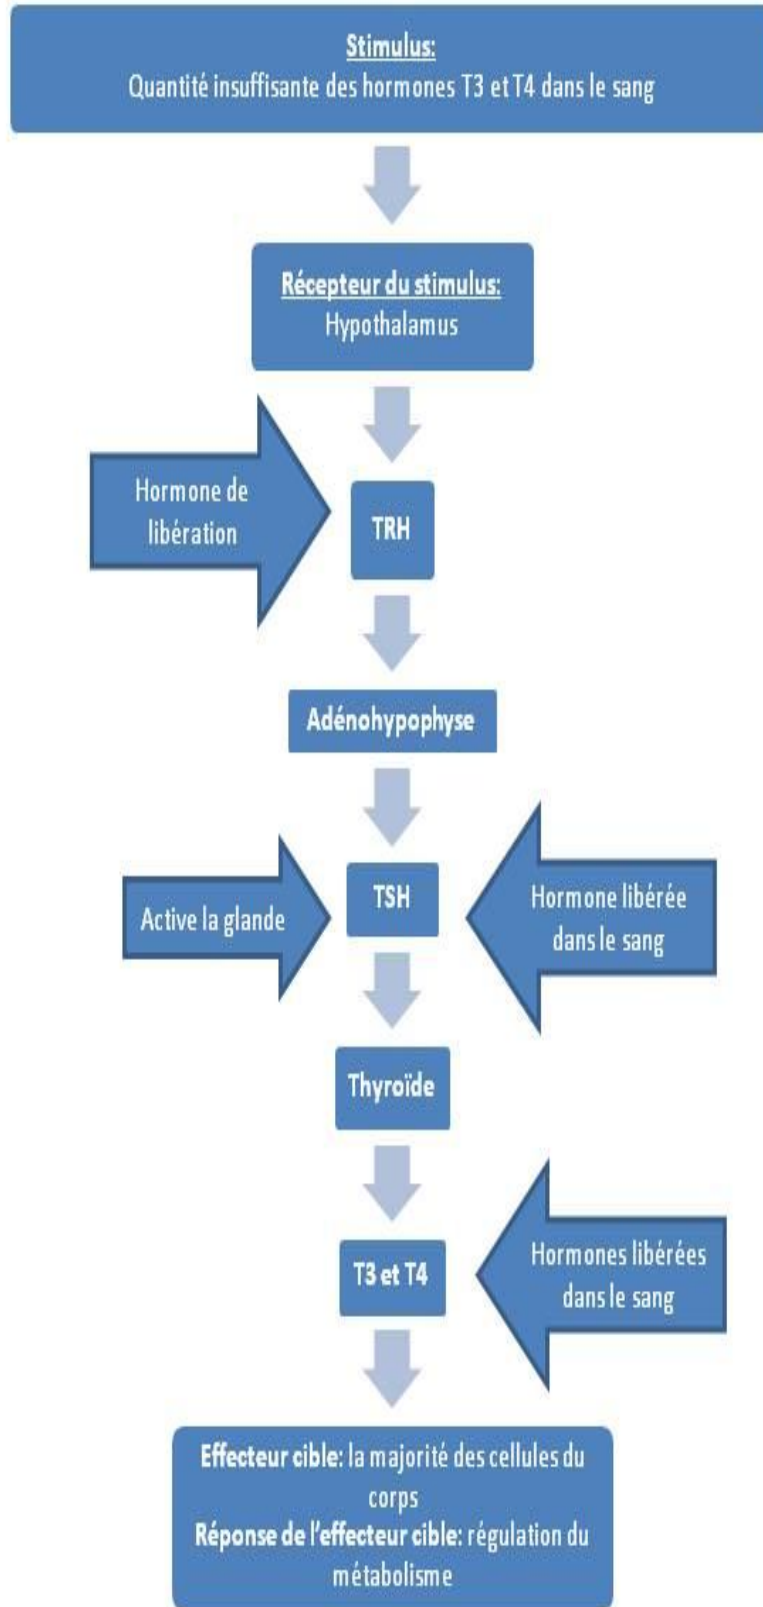 Stimulus:
Quantité insuffisante des hormones T3 et T4 dans le sang
Récepteur du stimulus:
Hypothalamus
Hormone de
libération
TRH
Adénohypophyse
Active la glande
TSH
Hormone libérée
dans le sang
Thyroïde
T3 et T4
Hormones libérées
dans le sang
Effecteur cible: la majorité des cellules du
corps
Réponse de l'effecteur cible: régulation du
métabolisme